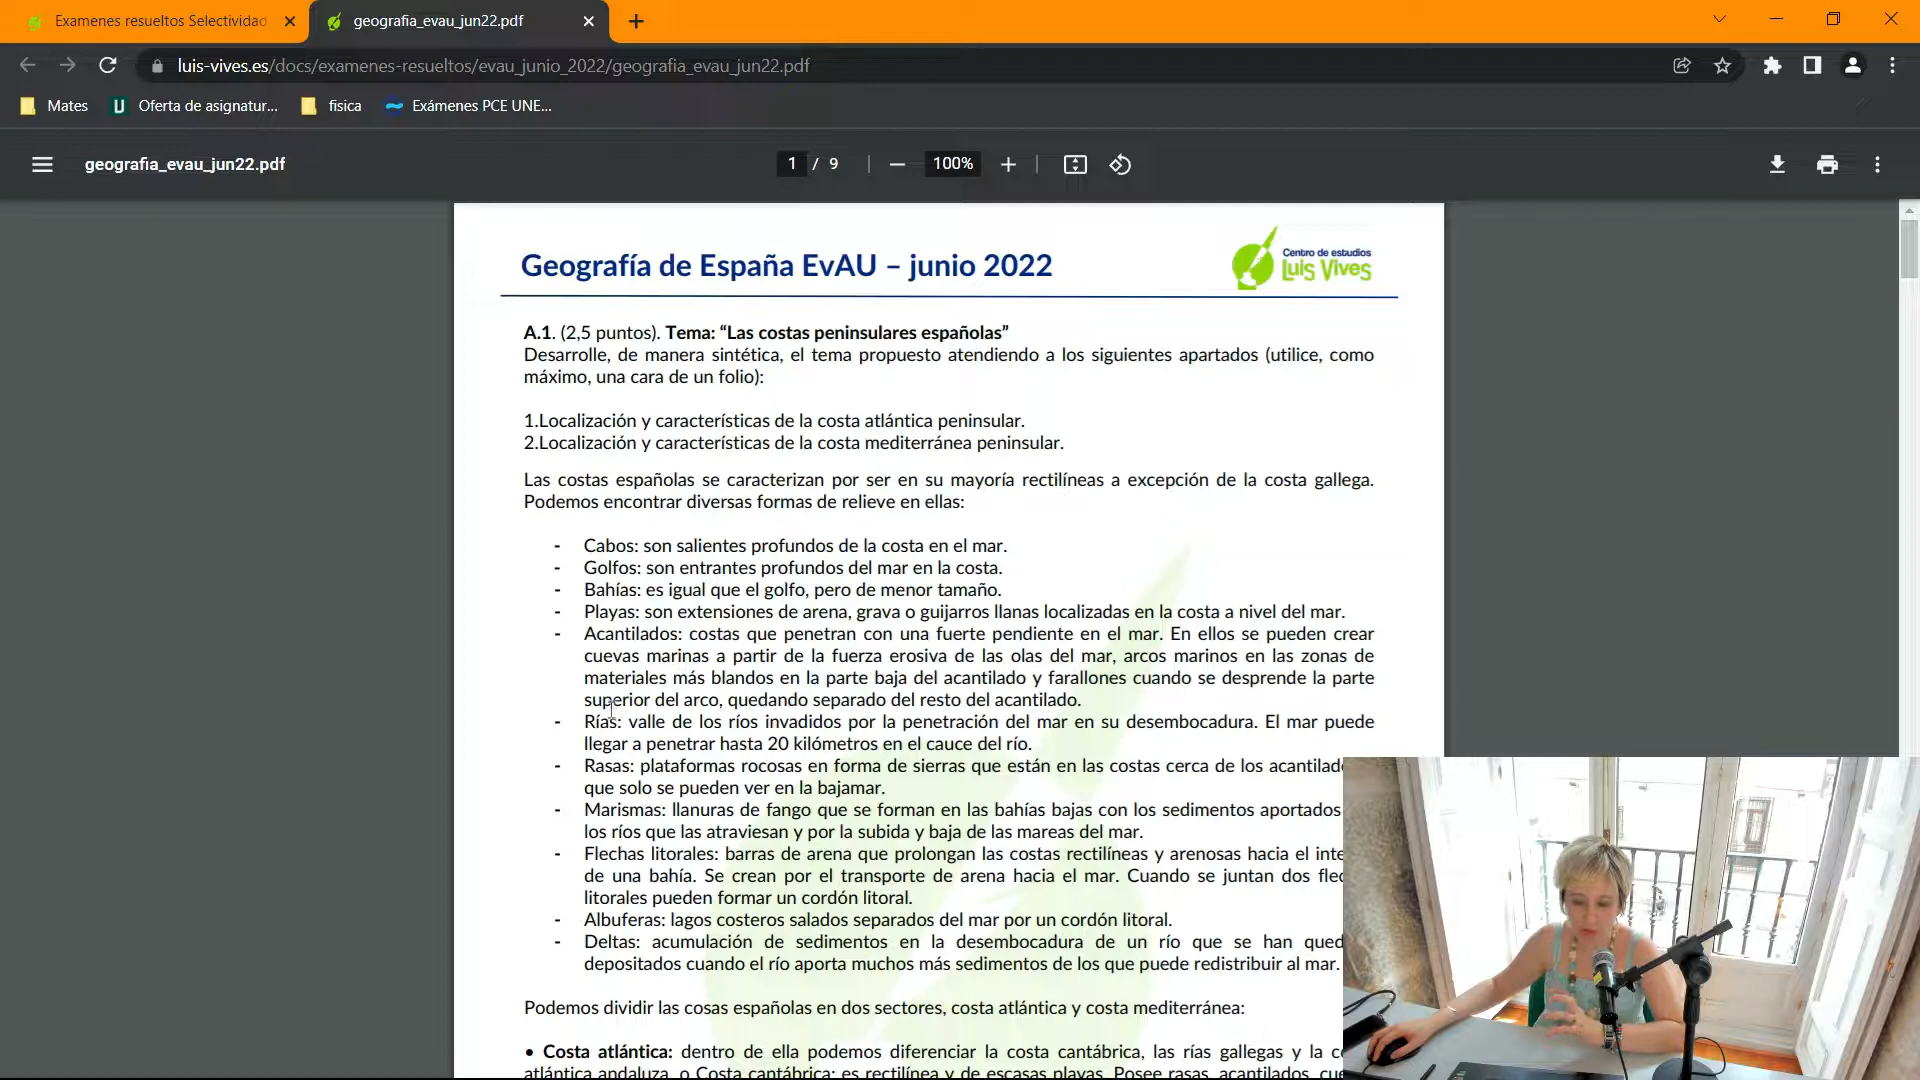 Examenes resueltos Selectividad
geografia_evau_jun22.pdf
luis-vives.es/docs/examenes-resueltos/evau_junio_2022/geografia_evau_jun22.pdf
Mates
Oferta de asignatur...
fisica
Exámenes PCE UNE...
geografia_evau_jun22.pdf
1 / 9
100%
Geografía de España EvAU – junio 2022
Centro de estudios
Luis Vives
A.1. (2,5 puntos). Tema: “Las costas peninsulares españolas”
Desarrolle, de manera sintética, el tema propuesto atendiendo a los siguientes apartados (utilice, como
máximo, una cara de un folio):
1.Localización y características de la costa atlántica peninsular.
2.Localización y características de la costa mediterránea peninsular.
Las costas españolas se caracterizan por ser en su mayoría rectilíneas a excepción de la costa gallega.
Podemos encontrar diversas formas de relieve en ellas:
- Cabos: son salientes profundos de la costa en el mar.
- Golfos: son entrantes profundos del mar en la costa.
- Bahías: es igual que el golfo, pero de menor tamaño.
- Playas: son extensiones de arena, grava o guijarros llanas localizadas en la costa a nivel del mar.
- Acantilados: costas que penetran con una fuerte pendiente en el mar. En ellos se pueden crear
cuevas marinas a partir de la fuerza erosiva de las olas del mar, arcos marinos en las zonas de
materiales más blandos en la parte baja del acantilado y farallones cuando se desprende la parte
superior del arco, quedando separado del resto del acantilado.
- Rías: valle de los ríos invadidos por la penetración del mar en su desembocadura. El mar puede
llegar a penetrar hasta 20 kilómetros en el cauce del río.
- Rasas: plataformas rocosas en forma de sierras que están en las costas cerca de los acantilad
que solo se pueden ver en la bajamar.
- Marismas: llanuras de fango que se forman en las bahías bajas con los sedimentos aportados
los ríos que las atraviesan y por la subida y baja de las mareas del mar.
- Flechas litorales: barras de arena que prolongan las costas rectilíneas y arenosas hacia el inte
de una bahía. Se crean por el transporte de arena hacia el mar. Cuando se juntan dos flec
litorales pueden formar un cordón litoral.
- Albuferas: lagos costeros salados separados del mar por un cordón litoral.
- Deltas: acumulación de sedimentos en la desembocadura de un río que se han qued
depositados cuando el río aporta muchos más sedimentos de los que puede redistribuir al mar.
Podemos dividir las cosas españolas en dos sectores, costa atlántica y costa mediterránea:
• Costa atlántica: dentro de ella podemos diferenciar la costa cantábrica, las rías gallegas y la c
atlántica andaluza. o Costa cantábrica: es rectilínea y de escasas playas. Posee rasas, acantilados, cue